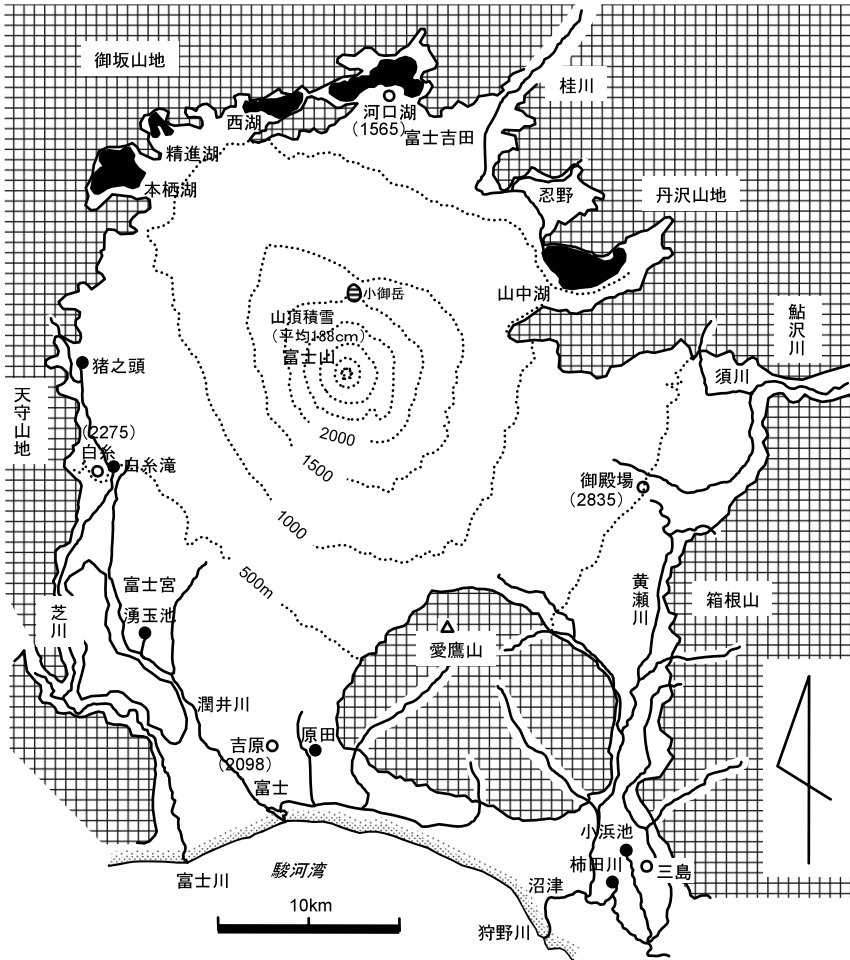 御坂山地
桂川
河口湖
(1565)
富士吉田
西湖
精進湖
本栖湖
忍野
丹沢山地
山中湖
小御岳
山頂積雪
(平均188cm)
富士山
鮎沢川
須川
猪之頭
天守山地
(2275)
白糸
白糸滝
2000
1500
1000
500m
御殿場
(2835)
富士宮
湧玉池
芝川
黄瀬川
箱根山
愛鷹山
潤井川
吉原
(2098)
原田
富士
富士川
駿河湾
10km
小浜池
柿田川
三島
沼津
狩野川